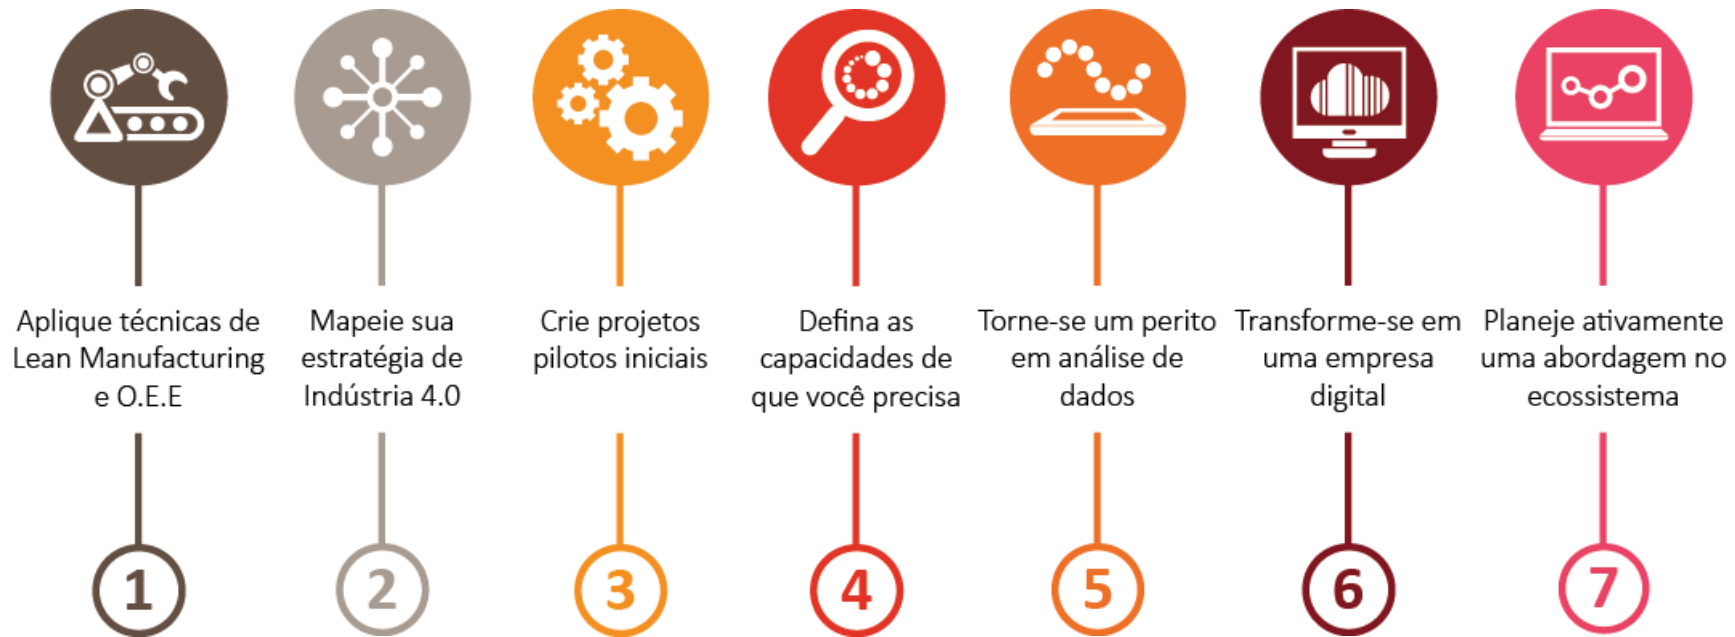 Aplique técnicas de
Lean Manufacturing
e O.E.E
Mapeie sua
estratégia de
Indústria 4.0
Crie projetos
pilotos iniciais
Defina as
capacidades de
que você precisa
Torne-se um perito
em análise de
dados
Transforme-se em
uma empresa
digital
Planeje ativamente
uma abordagem no
ecossistema
1
2
3
4
5
6
7